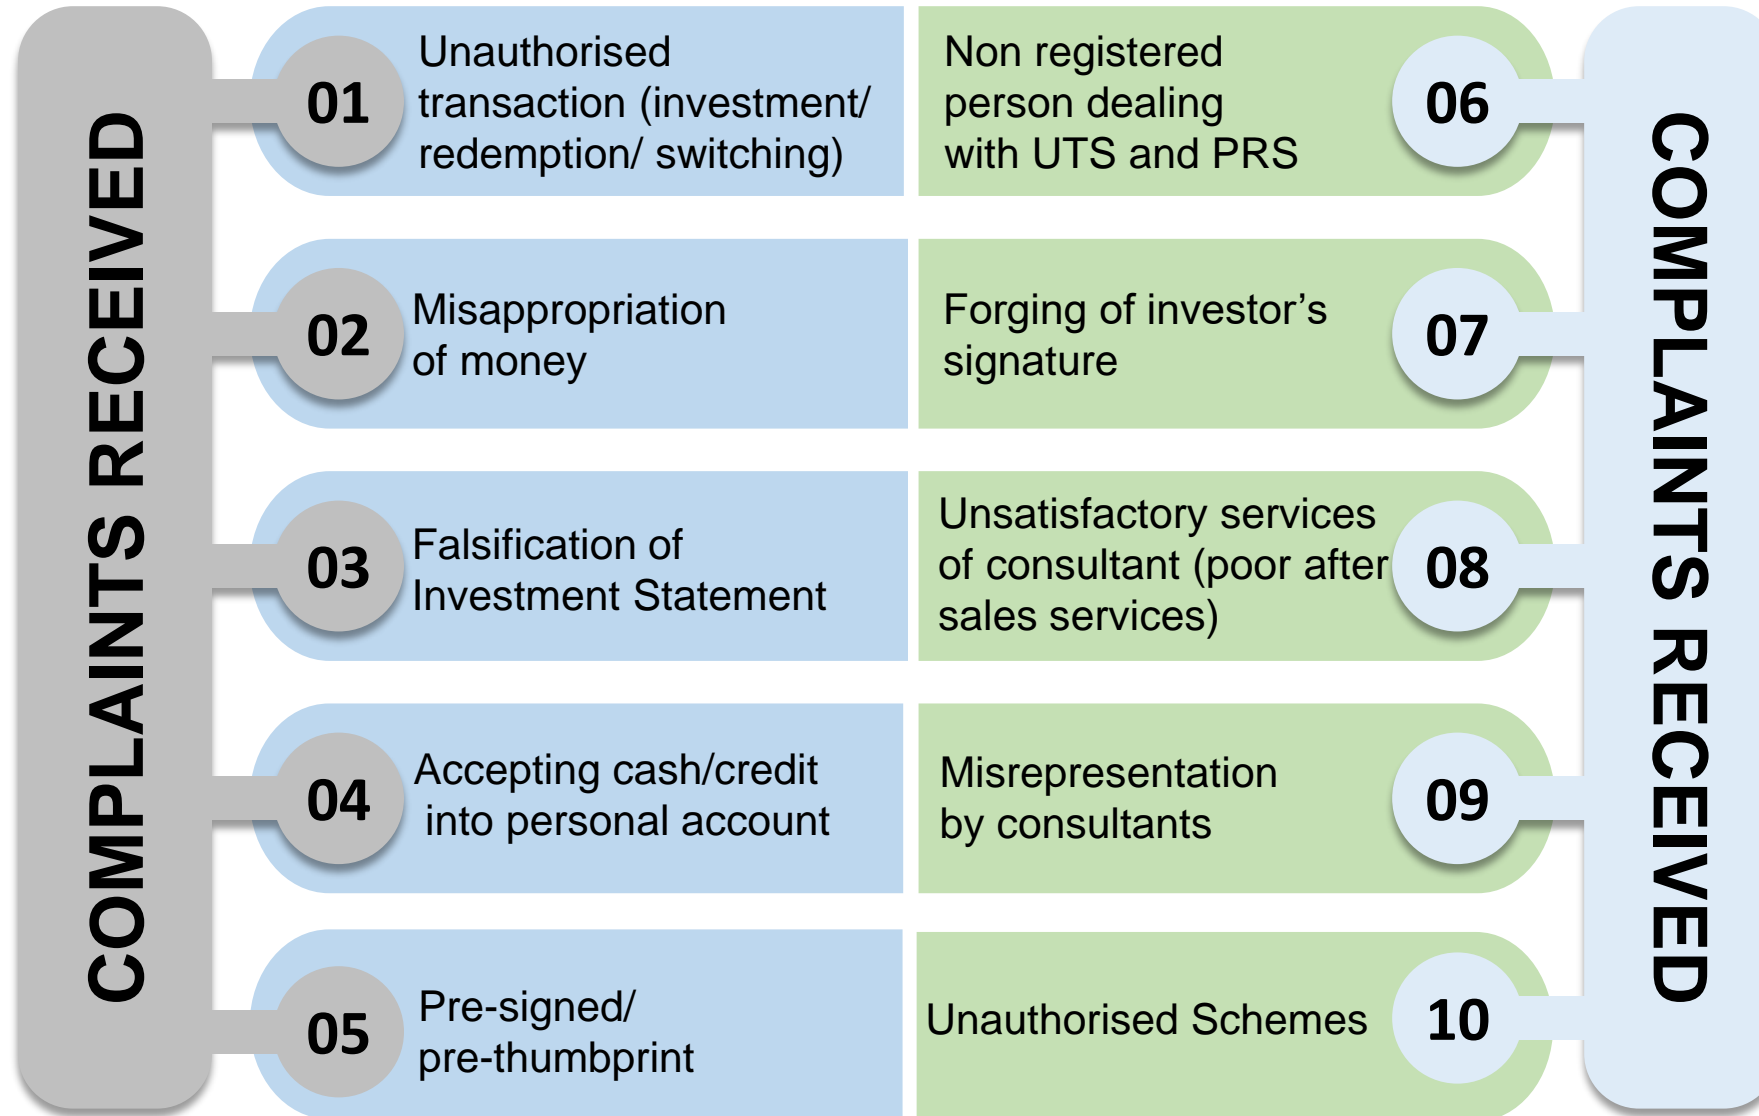 COMPLAINTS RECEIVED
01
Unauthorised
transaction (investment/
redemption/ switching)
02
Misappropriation
of money
03
Falsification of
Investment Statement
04
Accepting cash/credit
into personal account
05
Pre-signed/
pre-thumbprint
Non registered
person dealing
with UTS and PRS
06
Forging of investor’s
signature
07
Unsatisfactory services
of consultant (poor after
sales services)
08
Misrepresentation
by consultants
09
Unauthorised Schemes
10
COMPLAINTS RECEIVED